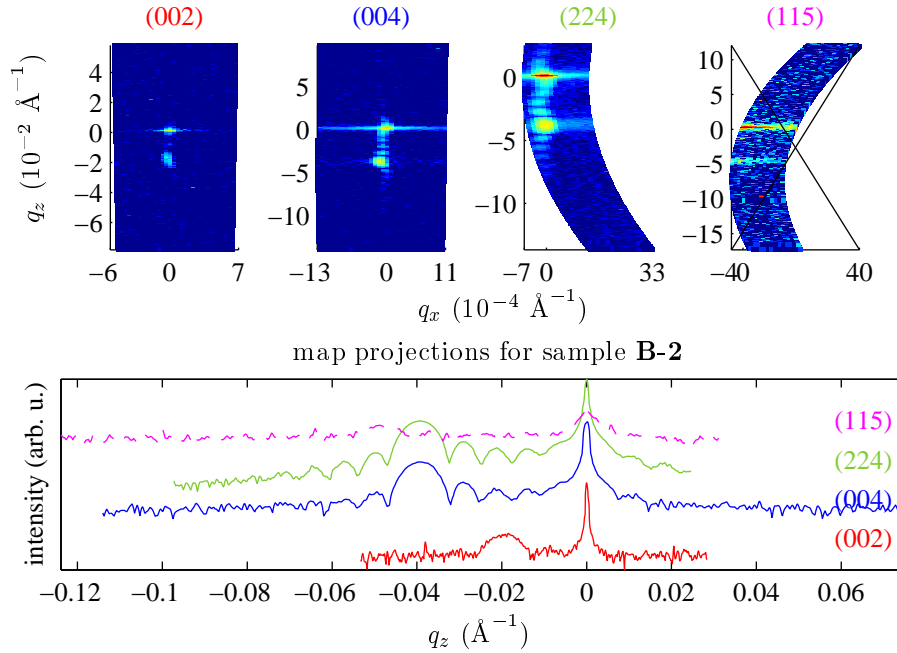 (002) (004) (224) (115)
q_z (10^−2 Å^−1)
4 2 0 −2 −4 −6
5 0 −5 −10
0 −5 −10
10 5 0 −5 −10 −15
−6 0 7 −13 0 11 −7 0 33 −40 40
q_x (10^−4 Å^−1)
map projections for sample B-2
intensity (arb. u.)
(115)
(224)
(004)
(002)
−0.12 −0.1 −0.08 −0.06 −0.04 −0.02 0 0.02 0.04 0.06
q_z (Å^−1)